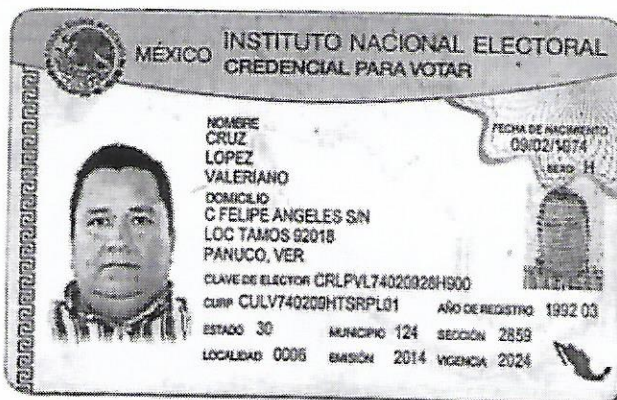 MÉXICO
INSTITUTO NACIONAL ELECTORAL
CREDENCIAL PARA VOTAR
NOMBRE
CRUZ
LOPEZ
VALERIANO
FECHA DE NACIMIENTO
09/02/1974
SEXO H
DOMICILIO
C FELIPE ANGELES S/N
LOC TAMOS 92018
PANUCO, VER
CLAVE DE ELECTOR CRLPVL74020928H900
CURP CULV740209HTSRPL01 AÑO DE REGISTRO 1992 03
ESTADO 30 MUNICIPIO 124 SECCIÓN 2859
LOCALIDAD 0006 EMISIÓN 2014 VIGENCIA 2024